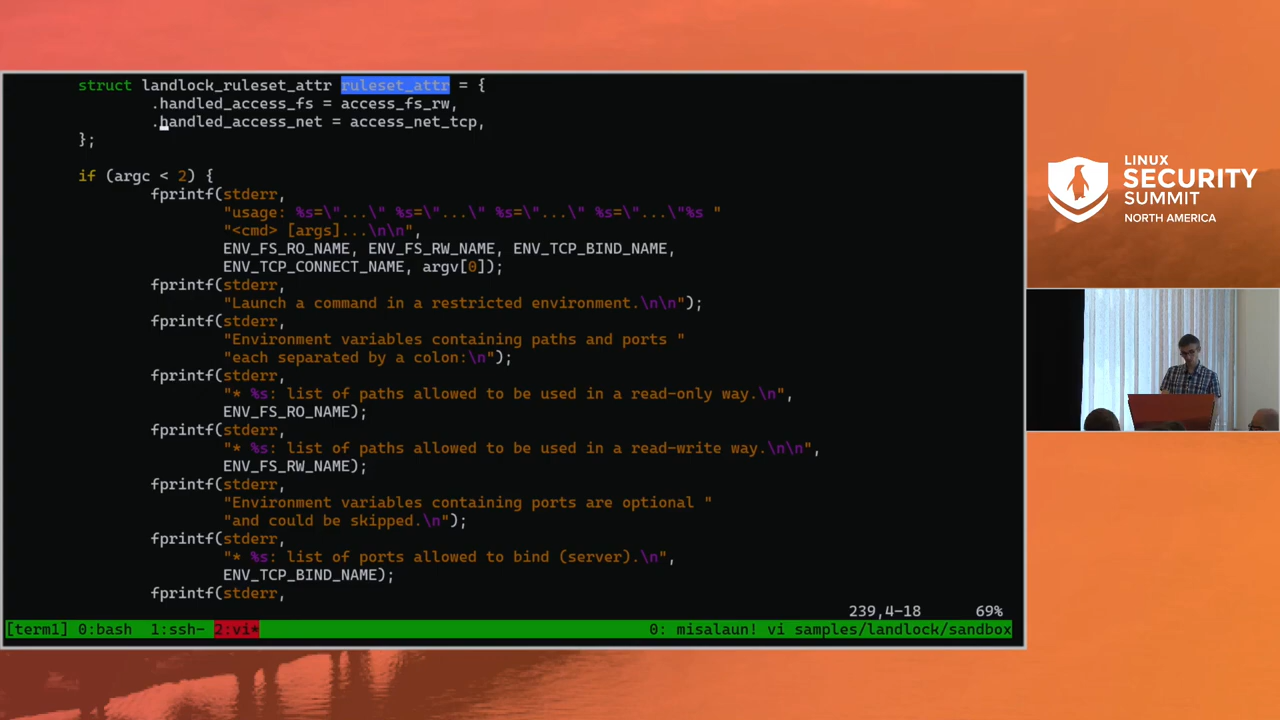 struct landlock_ruleset_attr ruleset_attr = {
.handled_access_fs = access_fs_rw,
.handled_access_net = access_net_tcp,
};
if (argc < 2) {
fprintf(stderr,
"usage: %s=\"...\" %s=\"...\" %s=\"...\" %s=\"...\"%s "
"<cmd> [args]...\n\n",
ENV_FS_RO_NAME, ENV_FS_RW_NAME, ENV_TCP_BIND_NAME,
ENV_TCP_CONNECT_NAME, argv[0]);
fprintf(stderr,
"Launch a command in a restricted environment.\n\n");
fprintf(stderr,
"Environment variables containing paths and ports "
"each separated by a colon:\n");
fprintf(stderr,
"* %s: list of paths allowed to be used in a read-only way.\n",
ENV_FS_RO_NAME);
fprintf(stderr,
"* %s: list of paths allowed to be used in a read-write way.\n\n",
ENV_FS_RW_NAME);
fprintf(stderr,
"Environment variables containing ports are optional "
"and could be skipped.\n");
fprintf(stderr,
"* %s: list of ports allowed to bind (server).\n",
ENV_TCP_BIND_NAME);
fprintf(stderr,
239,4-18 69%
[term1] 0:bash 1:ssh- 2:vi* 0: misalaun! vi samples/landlock/sandbox
LINUX
SECURITY
SUMMIT
NORTH AMERICA